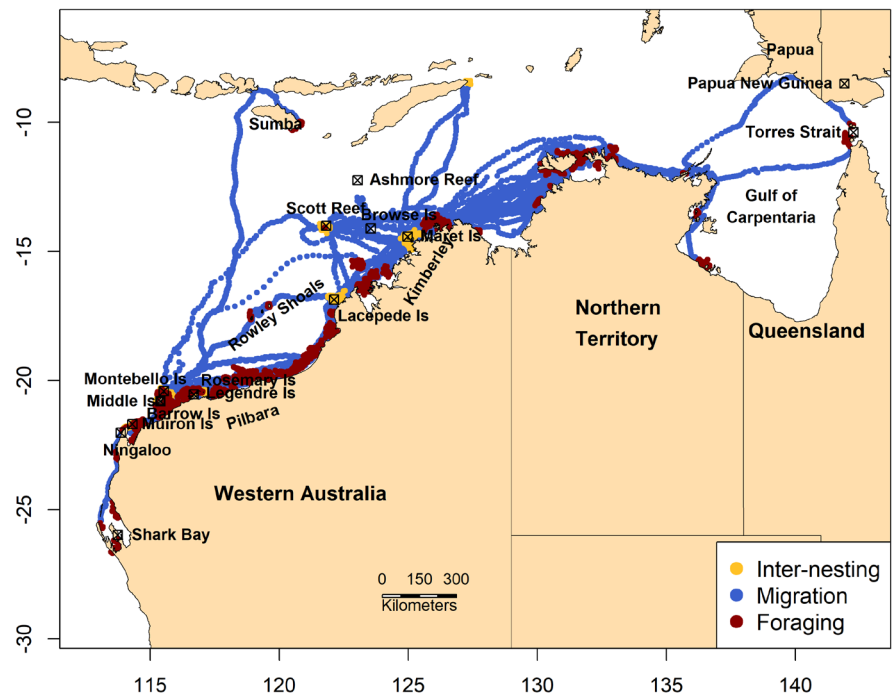 Papua
Papua New Guinea
-10
Sumba
Torres Strait
Ashmore Reef
Gulf of
Carpentaria
Scott Reef
Browse Is
Maret Is
-15
Kimberley
Rowley Shoals
Lacepede Is
Northern
Territory
Queensland
-20
Montebello Is
Rosemary Is
Middle Is
Legendre Is
Barrow Is
Pilbara
Muiron Is
Ningaloo
Western Australia
-25
Shark Bay
0 150 300
Kilometers
Inter-nesting
Migration
Foraging
-30
115 120 125 130 135 140